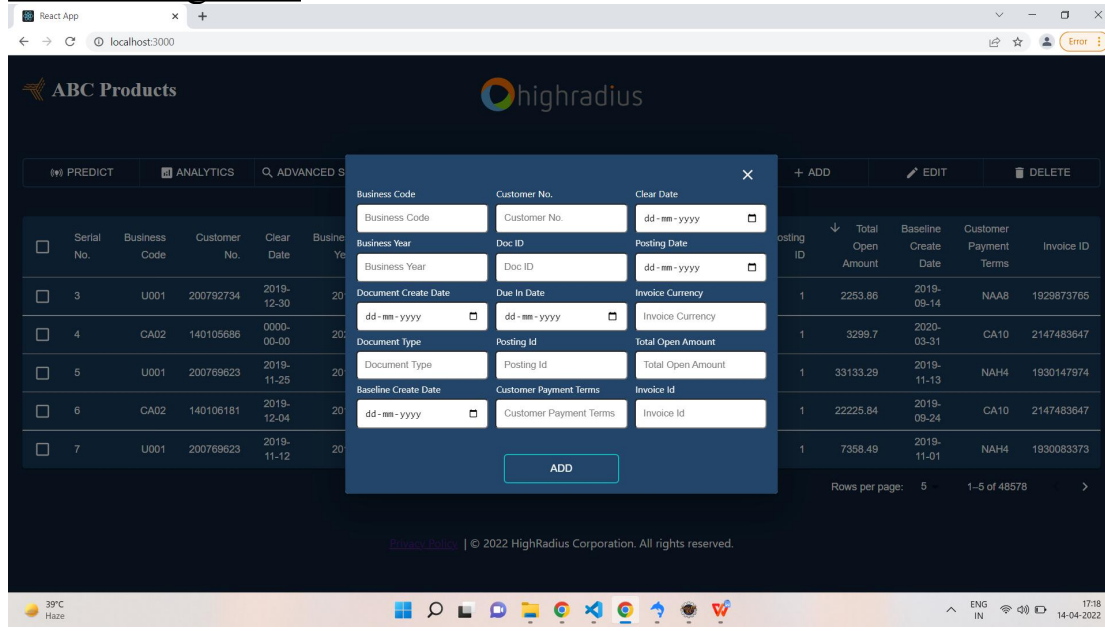 React App
localhost:3000
Error
ABC Products
highradius
PREDICT ANALYTICS ADVANCED S + ADD EDIT DELETE
Business Code Customer No. Clear Date
Business Code Customer No. dd-mm-yyyy
Business Year Doc ID Posting Date
Business Year Doc ID dd-mm-yyyy
Document Create Date Due In Date Invoice Currency
dd-mm-yyyy dd-mm-yyyy Invoice Currency
Document Type Posting Id Total Open Amount
Document Type Posting Id Total Open Amount
Baseline Create Date Customer Payment Terms Invoice Id
dd-mm-yyyy Customer Payment Terms Invoice Id
ADD
Serial No. Business Code Customer No. Clear Date Busine Ye osting ID Total Open Amount Baseline Create Date Customer Payment Terms Invoice ID
3 U001 200792734 2019-12-30 20 1 2253.86 2019-09-14 NAA8 1929873765
4 CA02 140105686 0000-00-00 202 1 3299.7 2020-03-31 CA10 2147483647
5 U001 200769623 2019-11-25 20 1 33133.29 2019-11-13 NAH4 1930147974
6 CA02 140106181 2019-12-04 20 1 22225.84 2019-09-24 CA10 2147483647
7 U001 200769623 2019-11-12 20 1 7358.49 2019-11-01 NAH4 1930083373
Rows per page: 5 1–5 of 48578
Privacy Policy | © 2022 HighRadius Corporation. All rights reserved.
39°C
Haze
ENG
IN
17:18
14-04-2022